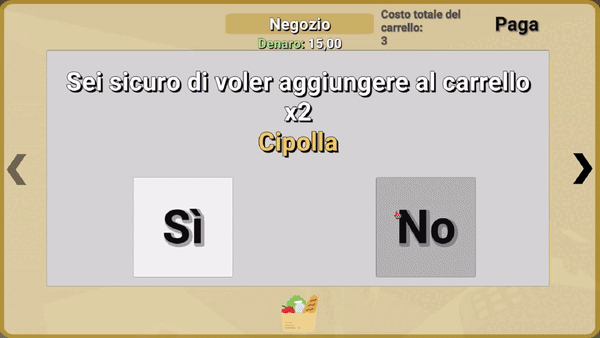 Negozio
Denaro: 15,00
Costo totale del
carrello:
3
Paga
Sei sicuro di voler aggiungere al carrello
x2
Cipolla
Sì
No